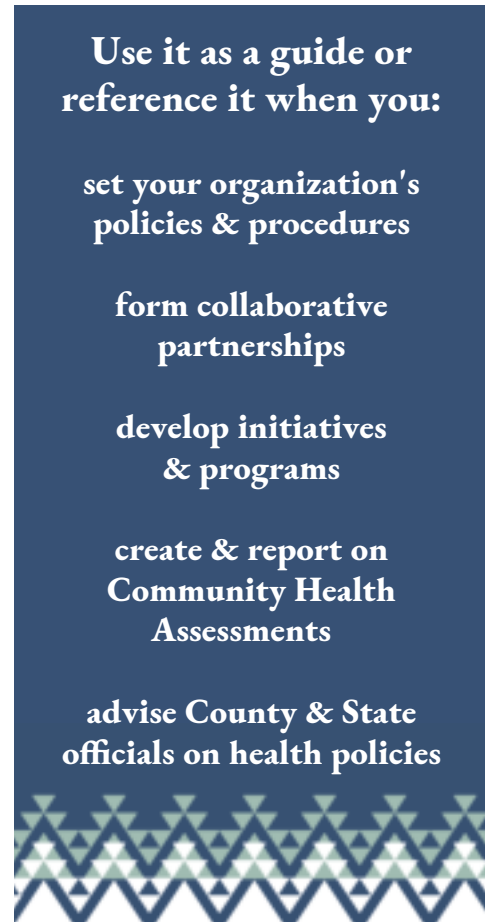 Use it as a guide or
reference it when you:
set your organization's
policies & procedures
form collaborative
partnerships
develop initiatives
& programs
create & report on
Community Health
Assessments
advise County & State
officials on health policies